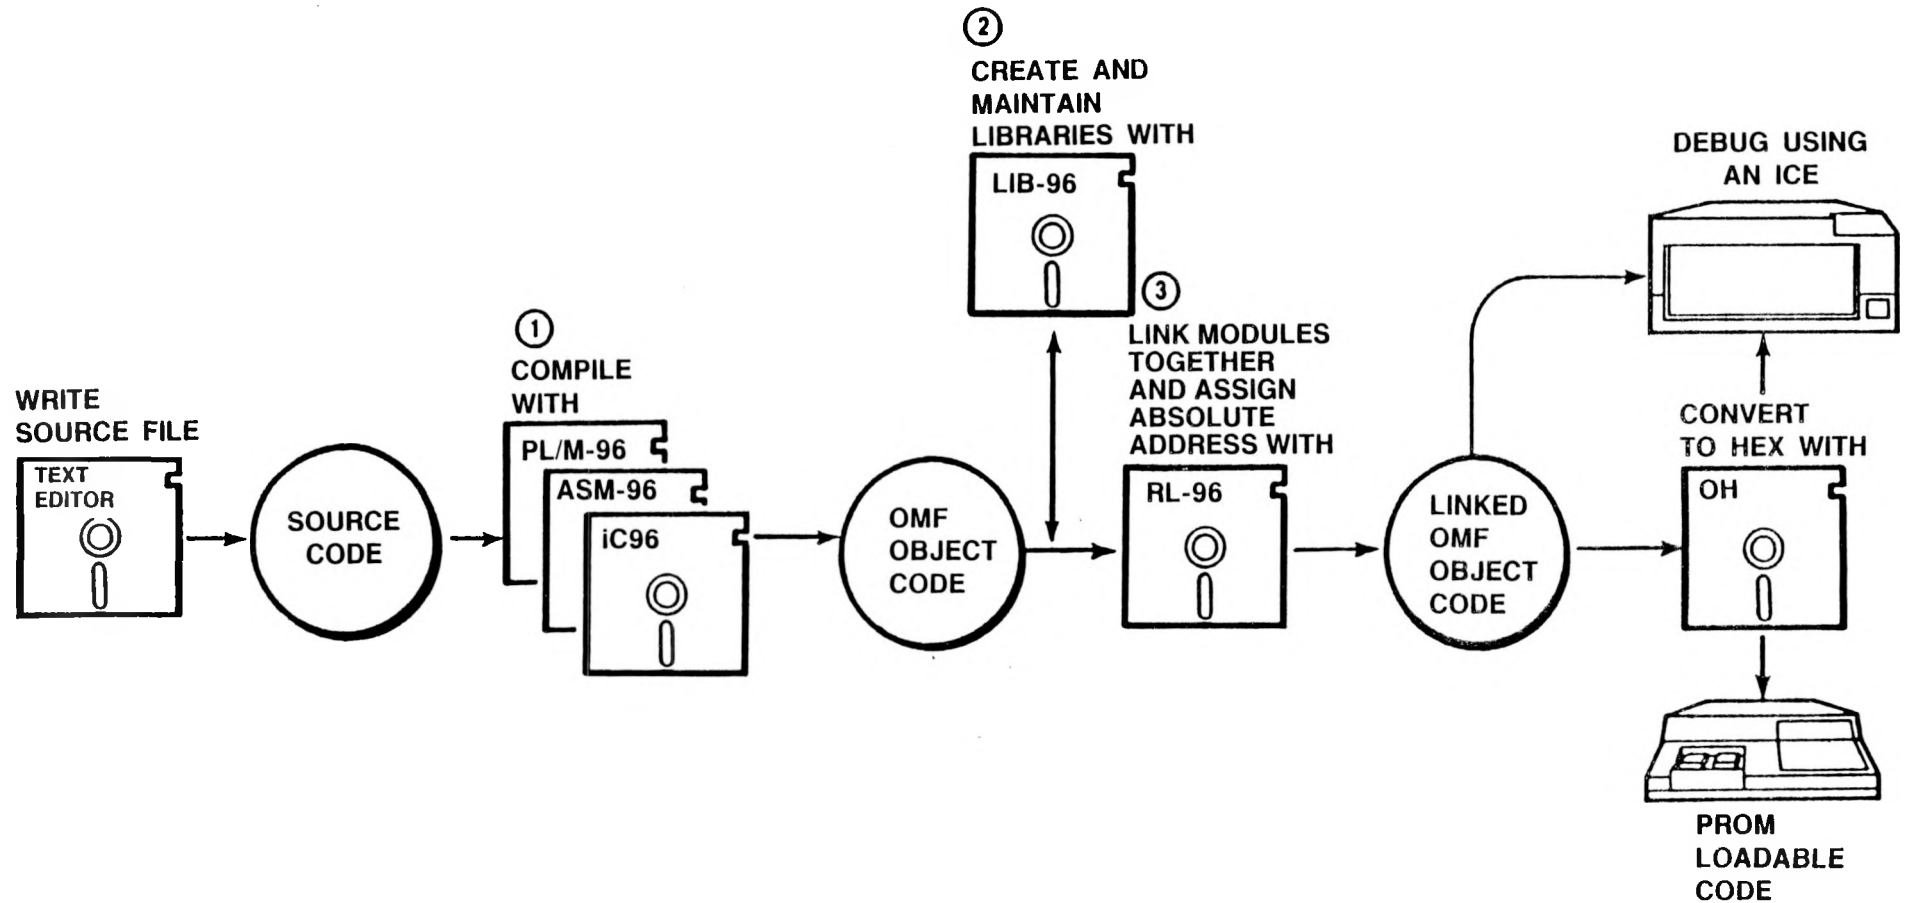 WRITE
SOURCE FILE
TEXT
EDITOR
SOURCE
CODE
1
COMPILE
WITH
PL/M-96
ASM-96
iC96
OMF
OBJECT
CODE
2
CREATE AND
MAINTAIN
LIBRARIES WITH
LIB-96
3
LINK MODULES
TOGETHER
AND ASSIGN
ABSOLUTE
ADDRESS WITH
RL-96
LINKED
OMF
OBJECT
CODE
DEBUG USING
AN ICE
CONVERT
TO HEX WITH
OH
PROM
LOADABLE
CODE